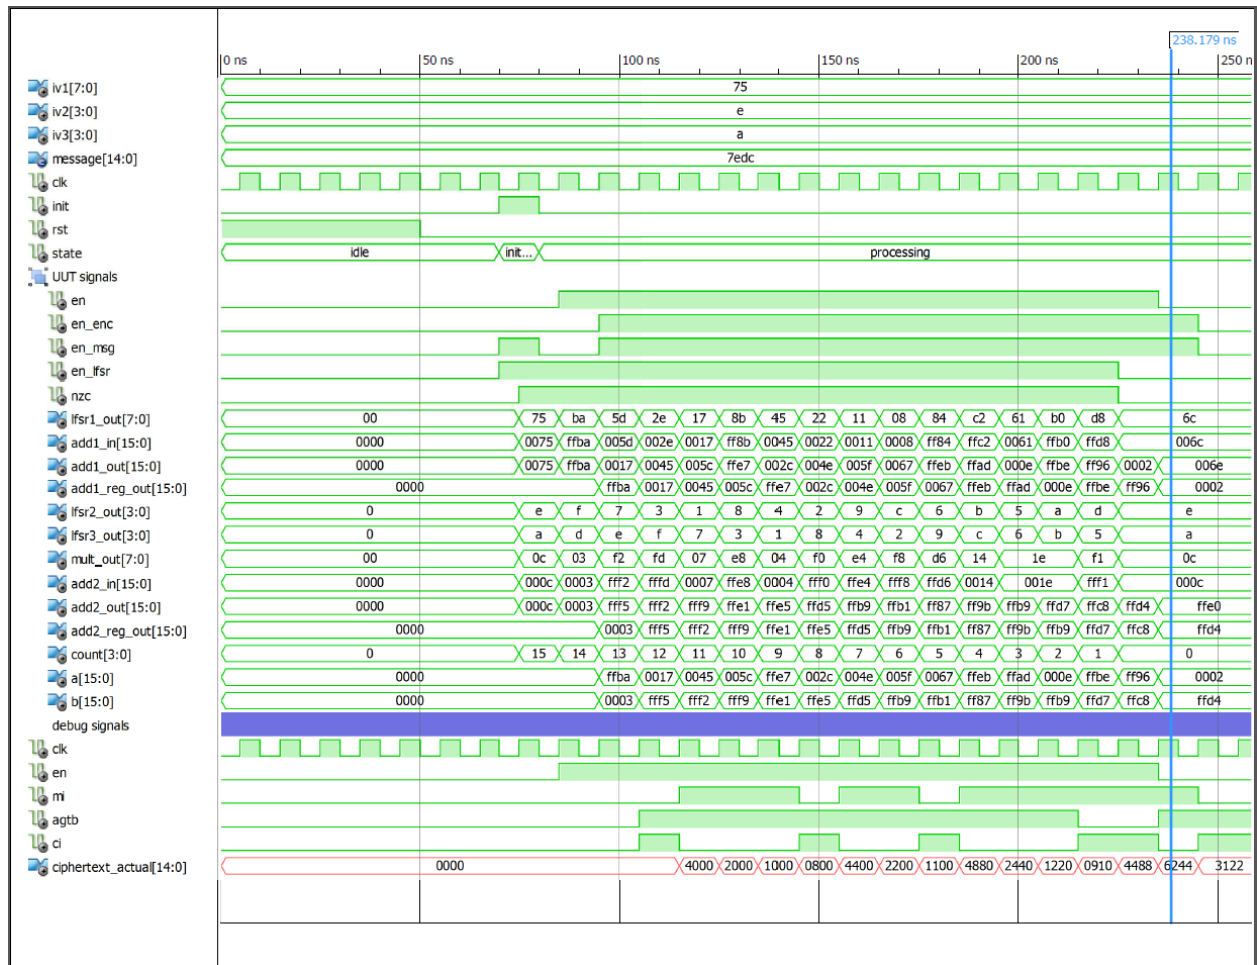 238.179 ns
0 ns 50 ns 100 ns 150 ns 200 ns 250 n
iv1[7:0] 75
iv2[3:0] e
iv3[3:0] a
message[14:0] 7edc
clk
init
rst
state idle init... processing
UUT signals
en
en_enc
en_msg
en_lfsr
nzc
lfsr1_out[7:0] 00 75 ba 5d 2e 17 8b 45 22 11 08 84 c2 61 b0 d8 6c
add1_in[15:0] 0000 0075 ffba 005d 002e 0017 ff8b 0045 0022 0011 0008 ff84 ffc2 0061 ffb0 ffd8 006c
add1_out[15:0] 0000 0075 ffba 0017 0045 005c ffe7 002c 004e 005f 0067 ffeb ffad 000e ffbe ff96 0002 006e
add1_reg_out[15:0] 0000 ffba 0017 0045 005c ffe7 002c 004e 005f 0067 ffeb ffad 000e ffbe ff96 0002
lfsr2_out[3:0] 0 e f 7 3 1 8 4 2 9 c 6 b 5 a d e
lfsr3_out[3:0] 0 a d e f 7 3 1 8 4 2 9 c 6 b 5 a
mult_out[7:0] 00 0c 03 f2 fd 07 e8 04 f0 e4 f8 d6 14 1e f1 0c
add2_in[15:0] 0000 000c 0003 fff2 fffd 0007 ffe8 0004 fff0 ffe4 fff8 ffd6 0014 001e fff1 000c
add2_out[15:0] 0000 000c 0003 fff5 fff2 fff9 ffe1 ffe5 ffd5 ffb9 ffb1 ff87 ff9b ffb9 ffd7 ffc8 ffd4 ffe0
add2_reg_out[15:0] 0000 0003 fff5 fff2 fff9 ffe1 ffe5 ffd5 ffb9 ffb1 ff87 ff9b ffb9 ffd7 ffc8 ffd4
count[3:0] 0 15 14 13 12 11 10 9 8 7 6 5 4 3 2 1 0
a[15:0] 0000 ffba 0017 0045 005c ffe7 002c 004e 005f 0067 ffeb ffad 000e ffbe ff96 0002
b[15:0] 0000 0003 fff5 fff2 fff9 ffe1 ffe5 ffd5 ffb9 ffb1 ff87 ff9b ffb9 ffd7 ffc8 ffd4
debug signals
clk
en
mi
agtb
ci
ciphertext_actual[14:0] 0000 4000 2000 1000 0800 4400 2200 1100 4880 2440 1220 0910 4488 6244 3122